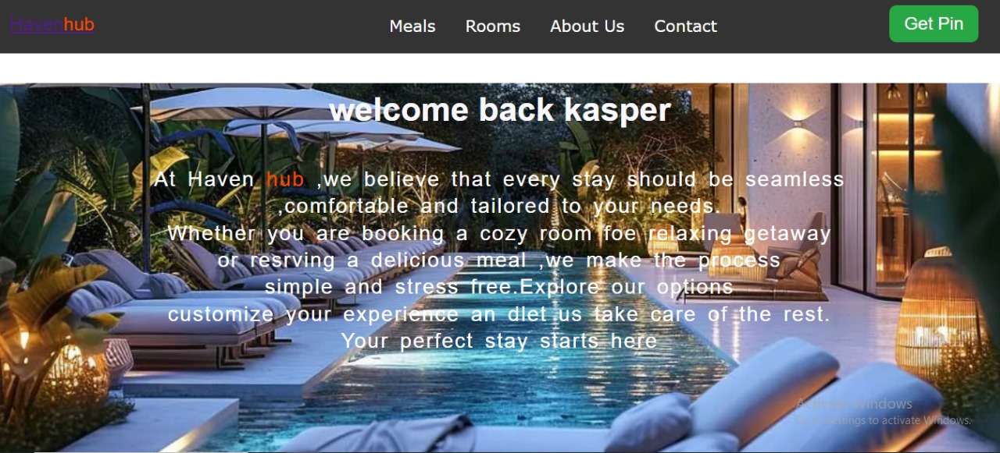 Havenhub
Meals Rooms About Us Contact
Get Pin
welcome back kasper
At Haven hub ,we believe that every stay should be seamless
,comfortable and tailored to your needs.
Whether you are booking a cozy room foe relaxing getaway
or resrving a delicious meal ,we make the process
simple and stress free.Explore our options
customize your experience an dlet us take care of the rest.
Your perfect stay starts here
Activate Windows
Go to Settings to activate Windows.